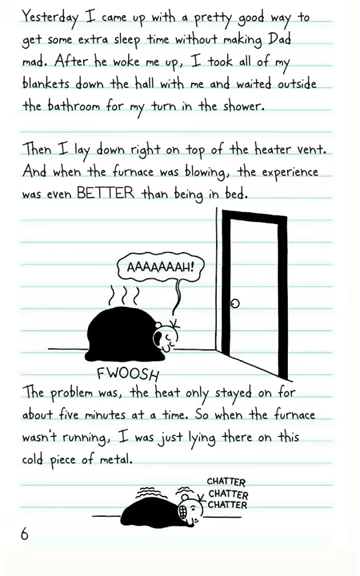 Yesterday I came up with a pretty good way to
get some extra sleep time without making Dad
mad. After he woke me up, I took all of my
blankets down the hall with me and waited outside
the bathroom for my turn in the shower.
Then I lay down right on top of the heater vent.
And when the furnace was blowing, the experience
was even BETTER than being in bed.
AAAAAAAH!
FWOOSH
The problem was, the heat only stayed on for
about five minutes at a time. So when the furnace
wasn't running, I was just lying there on this
cold piece of metal.
CHATTER
CHATTER
CHATTER
6